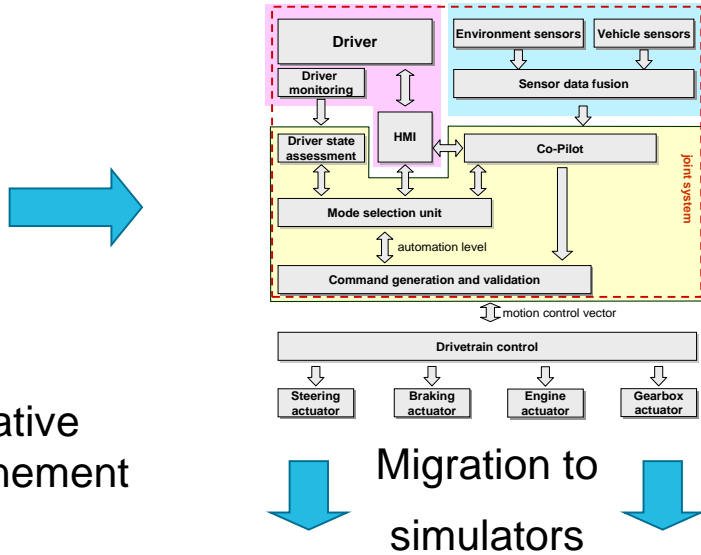 Driver
Environment sensors
Vehicle sensors
Driver
monitoring
Sensor data fusion
HMI
Driver state
assessment
Co-Pilot
joint system
Mode selection unit
automation level
Command generation and validation
motion control vector
Drivetrain control
Steering
actuator
Braking
actuator
Engine
actuator
Gearbox
actuator
ative
nement
Migration to
simulators